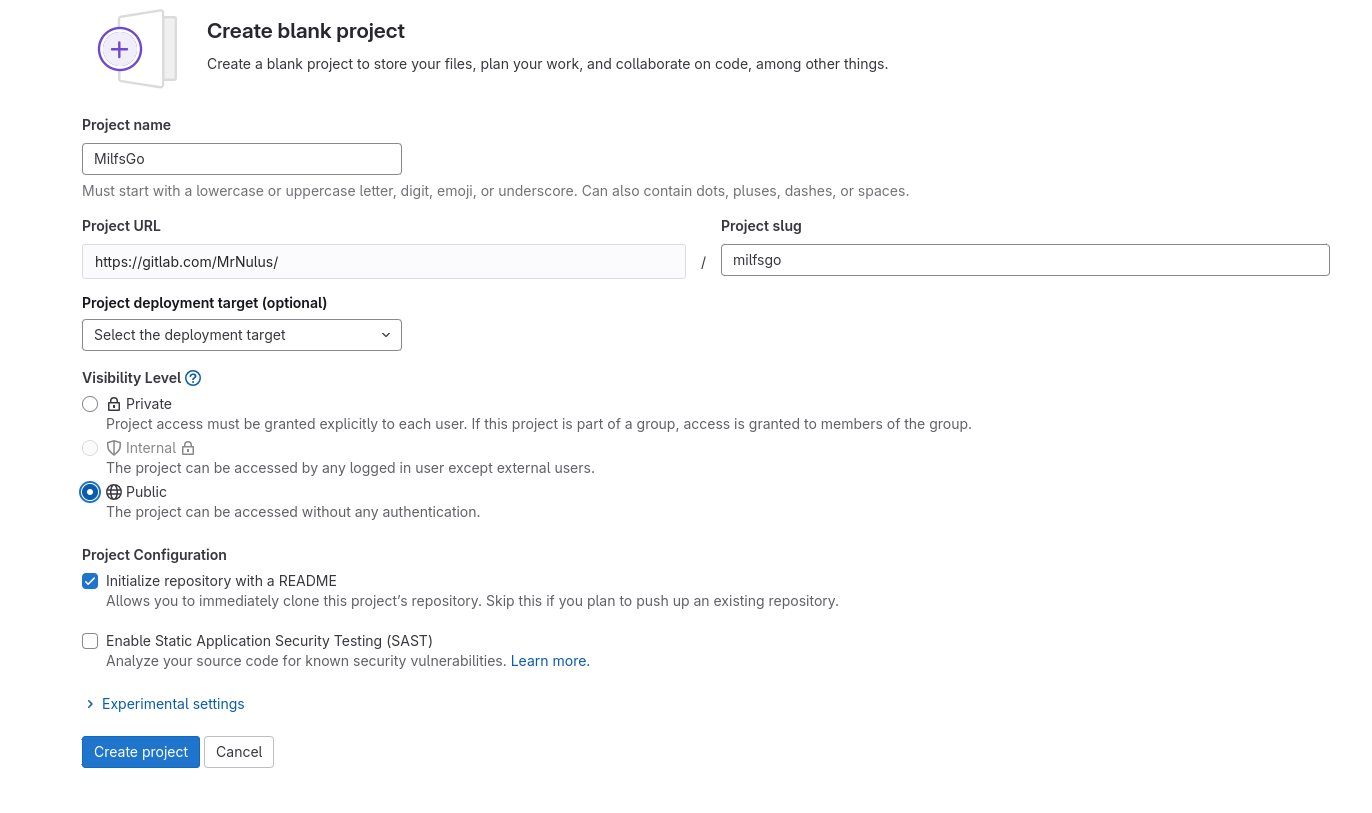 Create blank project
Create a blank project to store your files, plan your work, and collaborate on code, among other things.
Project name
MilfsGo
Must start with a lowercase or uppercase letter, digit, emoji, or underscore. Can also contain dots, pluses, dashes, or spaces.
Project URL
Project slug
https://gitlab.com/MrNulus/
/
milfsgo
Project deployment target (optional)
Select the deployment target
Visibility Level
Private
Project access must be granted explicitly to each user. If this project is part of a group, access is granted to members of the group.
Internal
The project can be accessed by any logged in user except external users.
Public
The project can be accessed without any authentication.
Project Configuration
Initialize repository with a README
Allows you to immediately clone this project's repository. Skip this if you plan to push up an existing repository.
Enable Static Application Security Testing (SAST)
Analyze your source code for known security vulnerabilities. Learn more.
Experimental settings
Create project
Cancel